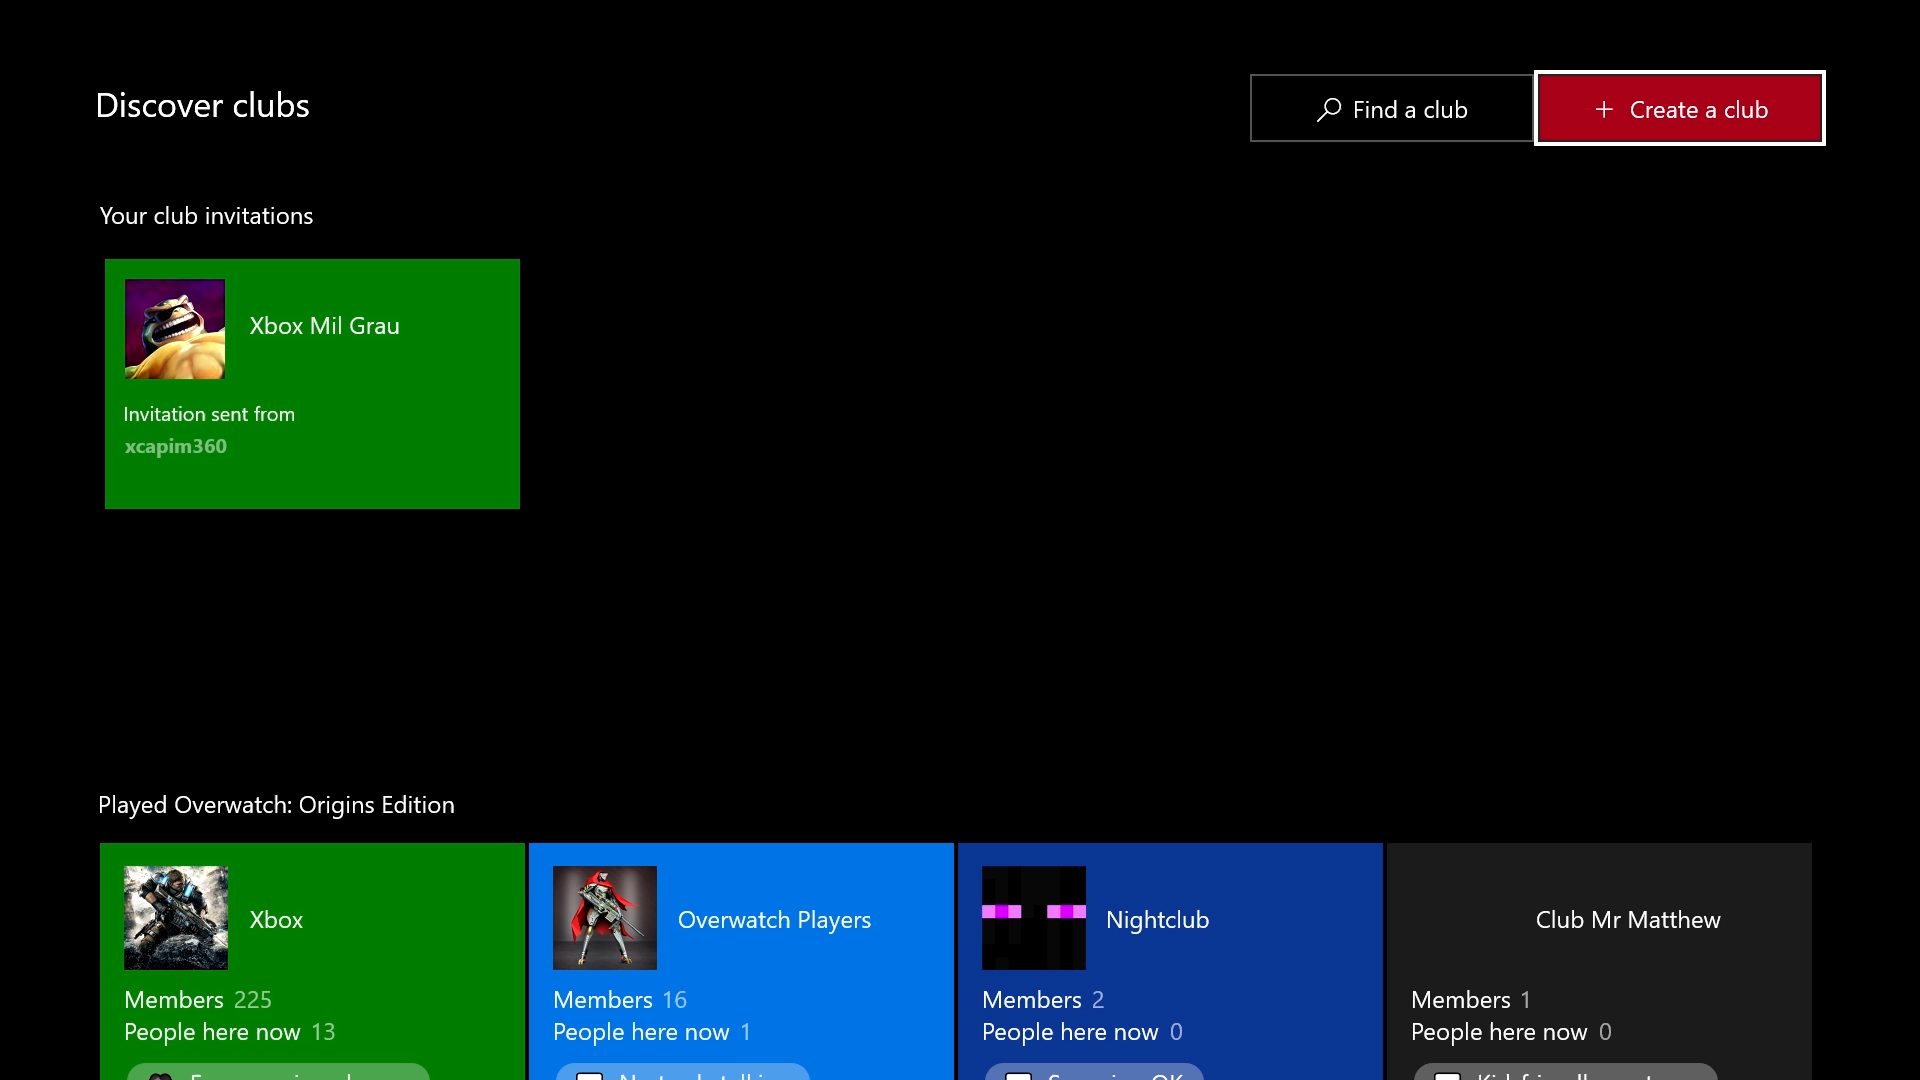 Discover clubs
Find a club
Create a club
Your club invitations
Xbox Mil Grau
Invitation sent from
xcapim360
Played Overwatch: Origins Edition
Xbox
Members 225
People here now 13
Overwatch Players
Members 16
People here now 1
Nightclub
Members 2
People here now 0
Club Mr Matthew
Members 1
People here now 0